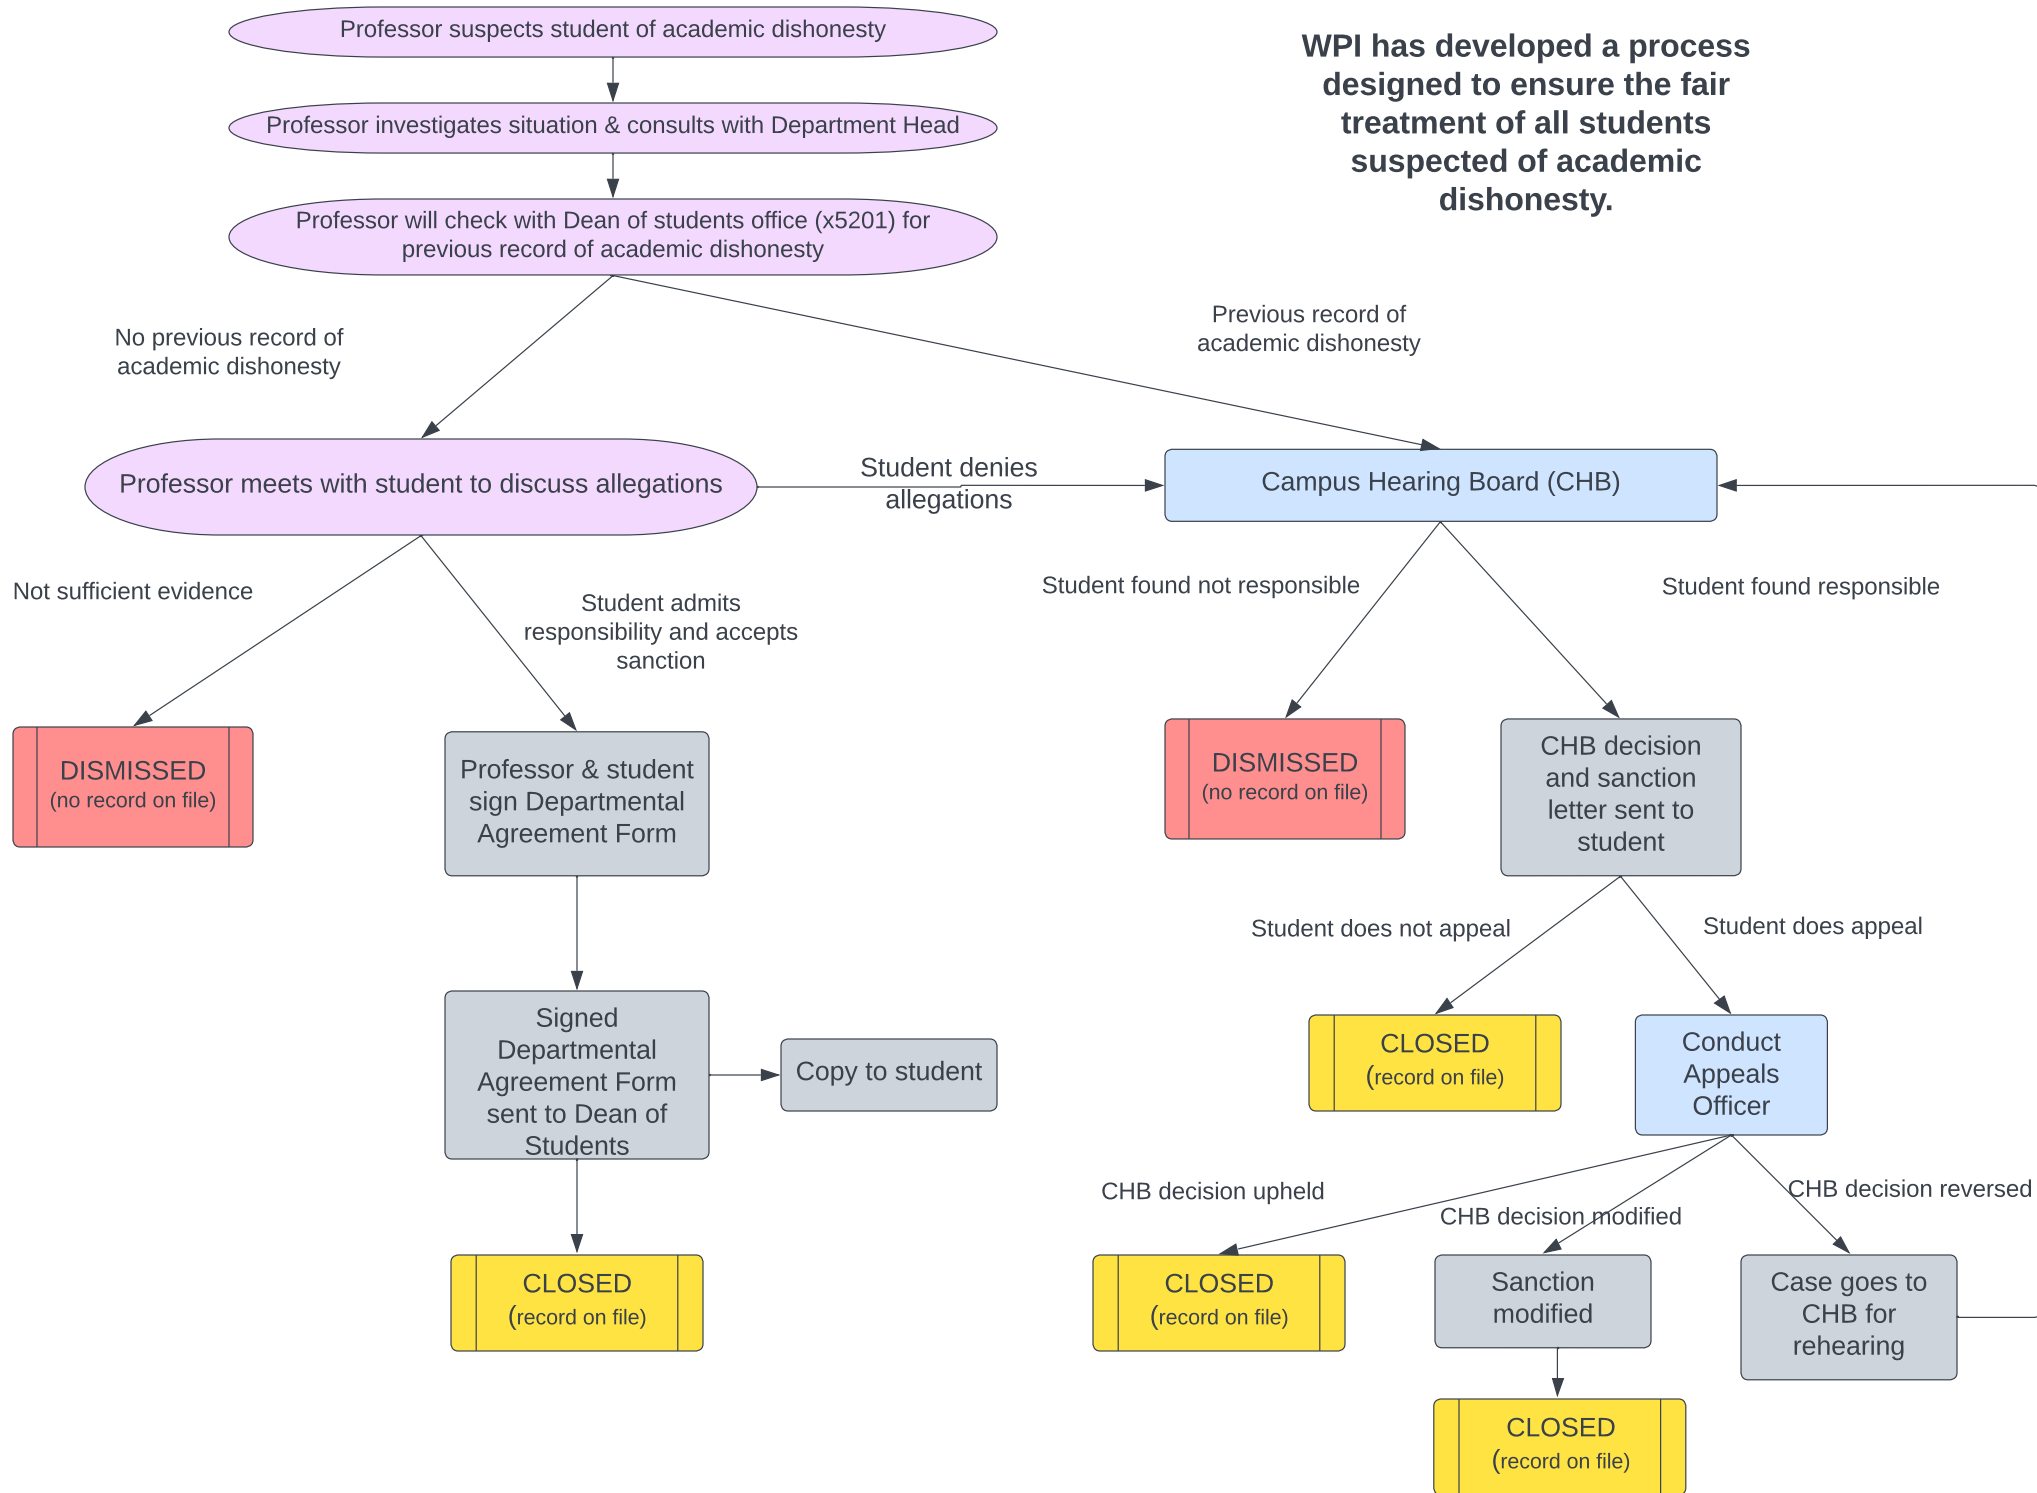 Professor suspects student of academic dishonesty
WPI has developed a process
designed to ensure the fair
treatment of all students
suspected of academic
dishonesty.
Professor investigates situation & consults with Department Head
Professor will check with Dean of students office (x5201) for
previous record of academic dishonesty
No previous record of
academic dishonesty
Previous record of
academic dishonesty
Professor meets with student to discuss allegations
Student denies
allegations
Campus Hearing Board (CHB)
Not sufficient evidence
Student admits
responsibility and accepts
sanction
Student found not responsible
Student found responsible
DISMISSED
(no record on file)
Professor & student
sign Departmental
Agreement Form
DISMISSED
(no record on file)
CHB decision
and sanction
letter sent to
student
Student does not appeal
Student does appeal
Signed
Departmental
Agreement Form
sent to Dean of
Students
Copy to student
CLOSED
(record on file)
Conduct
Appeals
Officer
CHB decision upheld
CHB decision modified
CHB decision reversed
CLOSED
(record on file)
CLOSED
(record on file)
Sanction
modified
Case goes to
CHB for
rehearing
CLOSED
(record on file)